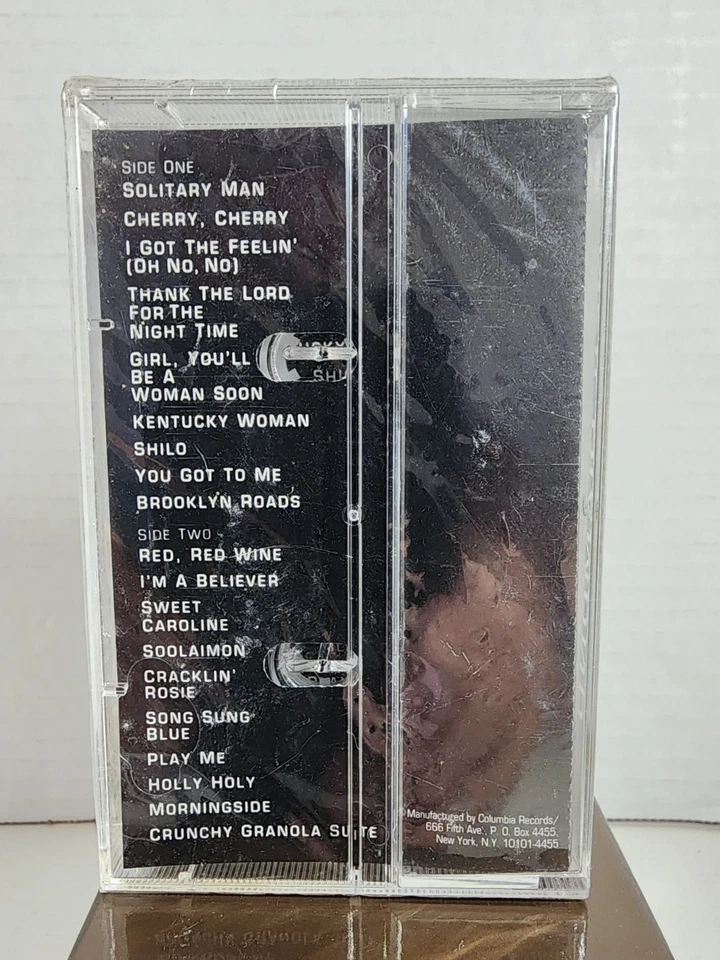 SIDE ONE
SOLITARY MAN
CHERRY, CHERRY
I GOT THE FEELIN'
(OH NO, NO)
THANK THE LORD
FOR THE
NIGHT TIME
GIRL, YOU'LL
BE A
WOMAN SOON
KENTUCKY WOMAN
SHILO
YOU GOT TO ME
BROOKLYN ROADS
SIDE TWO
RED, RED WINE
I'M A BELIEVER
SWEET
CAROLINE
SOOLAIMON
CRACKLIN'
ROSIE
SONG SUNG
BLUE
PLAY ME
HOLLY HOLY
MORNINGSIDE
CRUNCHY GRANOLA SUITE
Manufactured by Columbia Records/
666 Fifth Ave., P. O. Box 4455,
New York, N.Y. 10101-4455